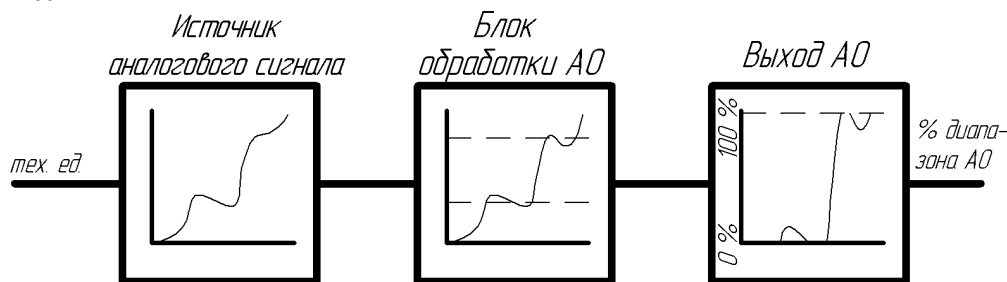 Источник
аналогового сигнала
Блок
обработки АО
Выход АО
тех. ед.
100 %
0 %
% диапа-
зона АО